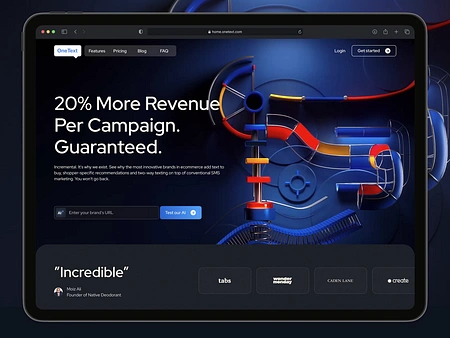 home.onetext.com
OneText
Features Pricing Blog FAQ
Login
Get started
20% More Revenue
Per Campaign.
Guaranteed.
Incremental. It's why we exist. See why the most innovative brands in ecommerce add text to
buy, shopper-specific recommendations and two-way texting on top of conventional SMS
marketing. You won't go back.
Enter your brand's URL
Test our AI
"Incredible"
Moiz Ali
Founder of Native Deodorant
tabs
wonder
monday
CADEN LANE
create